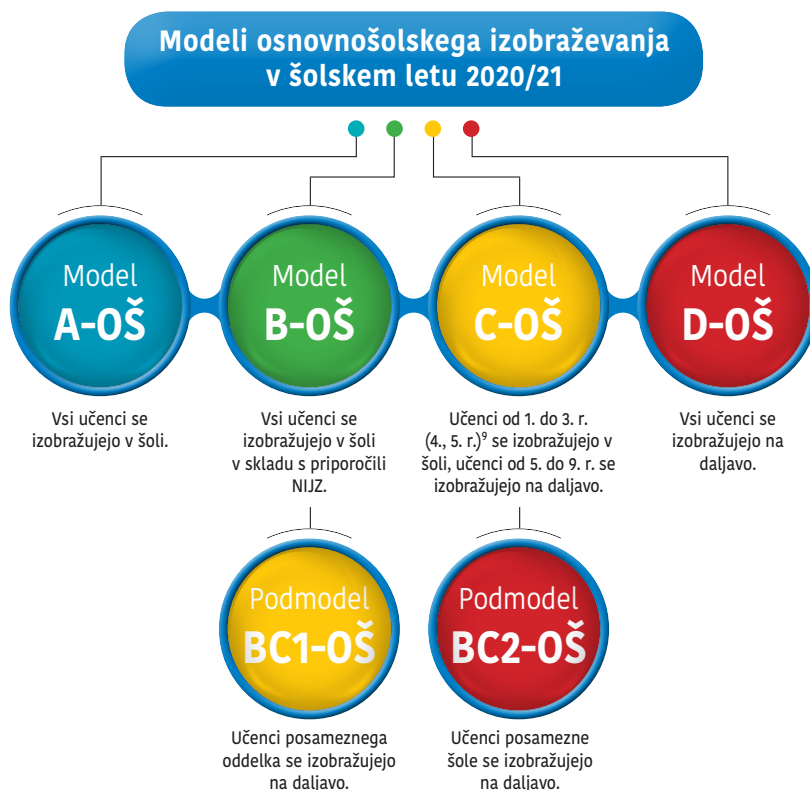 Modeli osnovnošolskega izobraževanja
v šolskem letu 2020/21
Model
A-OŠ
Vsi učenci se
izobražujejo v šoli.
Model
B-OŠ
Vsi učenci se
izobražujejo v šoli
v skladu s priporočili
NIJZ.
Model
C-OŠ
Učenci od 1. do 3. r.
(4., 5. r.)⁹ se izobražujejo v
šoli, učenci od 5. do 9. r. se
izobražujejo na daljavo.
Model
D-OŠ
Vsi učenci se
izobražujejo na
daljavo.
Podmodel
BC1-OŠ
Učenci posameznega
oddelka se izobražujejo
na daljavo.
Podmodel
BC2-OŠ
Učenci posamezne
šole se izobražujejo
na daljavo.